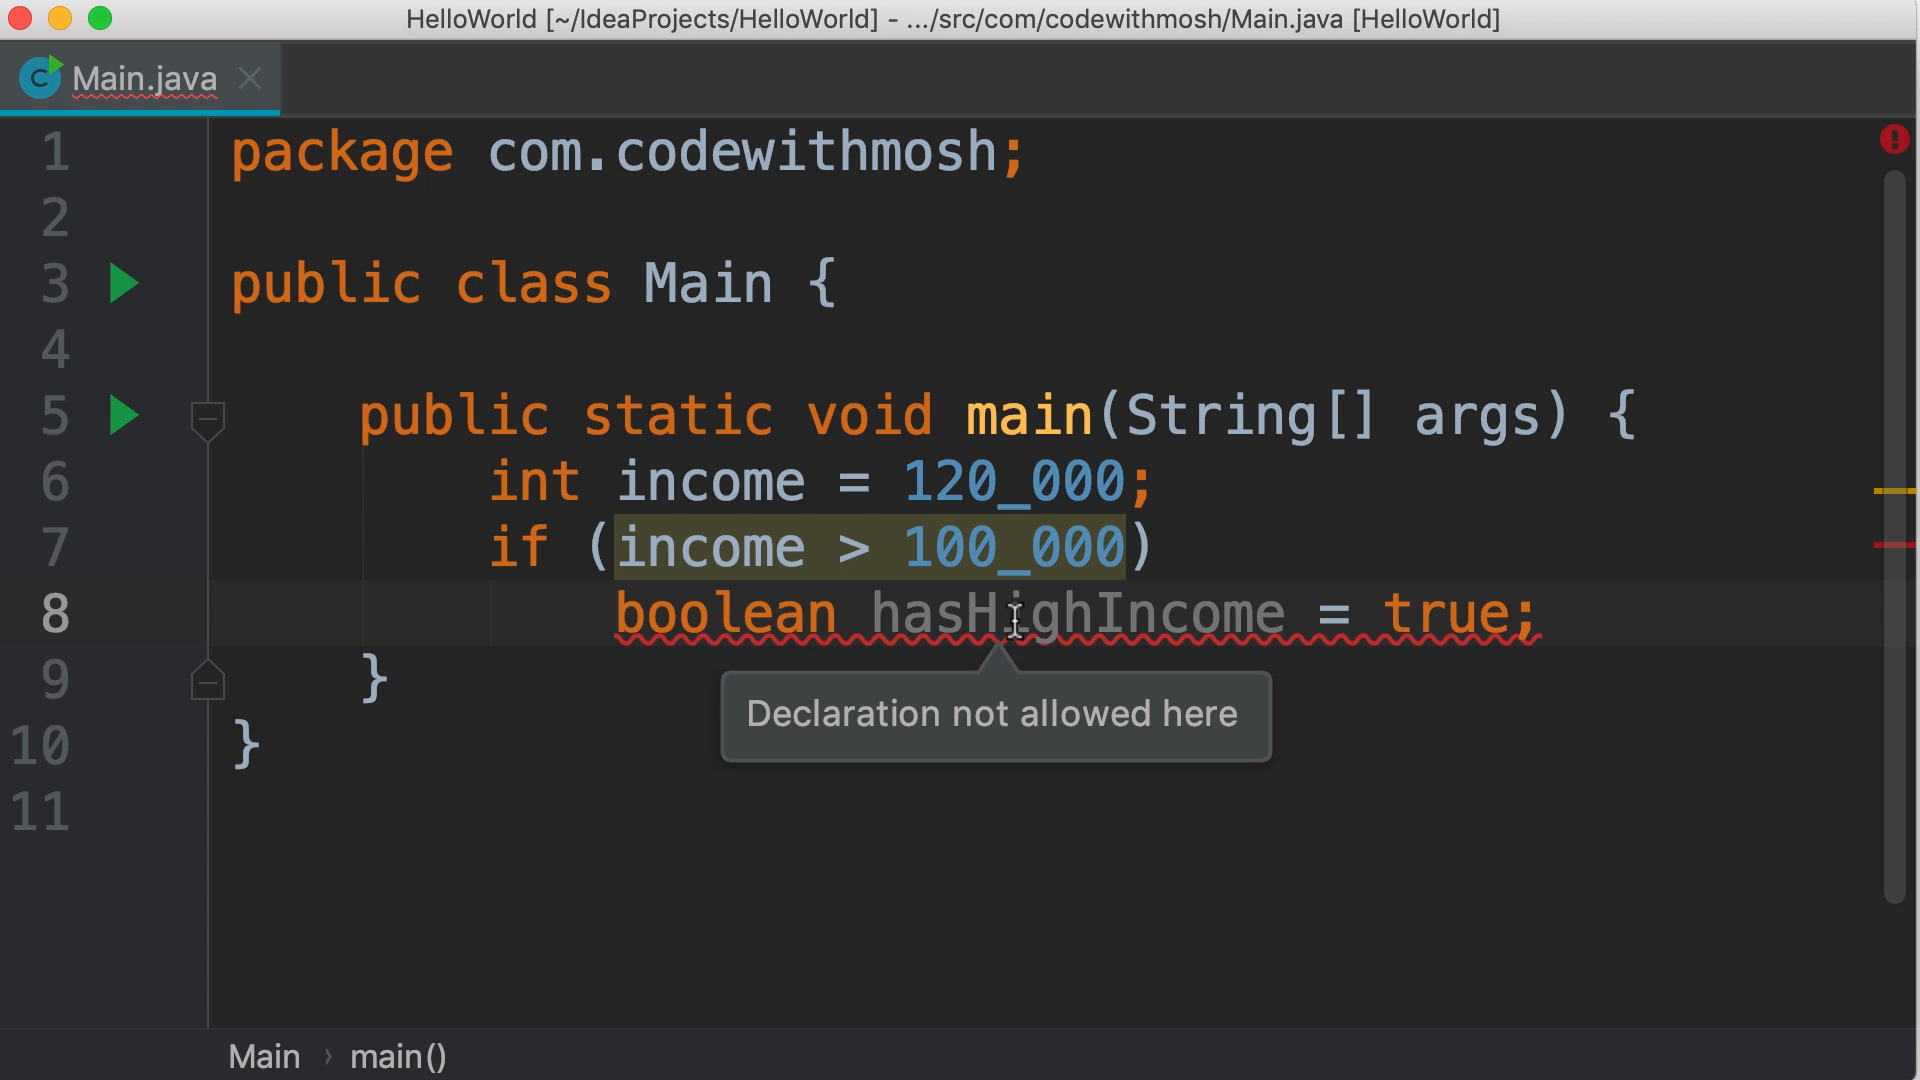 HelloWorld [~/IdeaProjects/HelloWorld] - .../src/com/codewithmosh/Main.java [HelloWorld]
Main.java
1 package com.codewithmosh;
2
3 public class Main {
4
5 public static void main(String[] args) {
6 int income = 120_000;
7 if (income > 100_000)
8 boolean hasHighIncome = true;
9 }
Declaration not allowed here
10 }
11
Main › main()